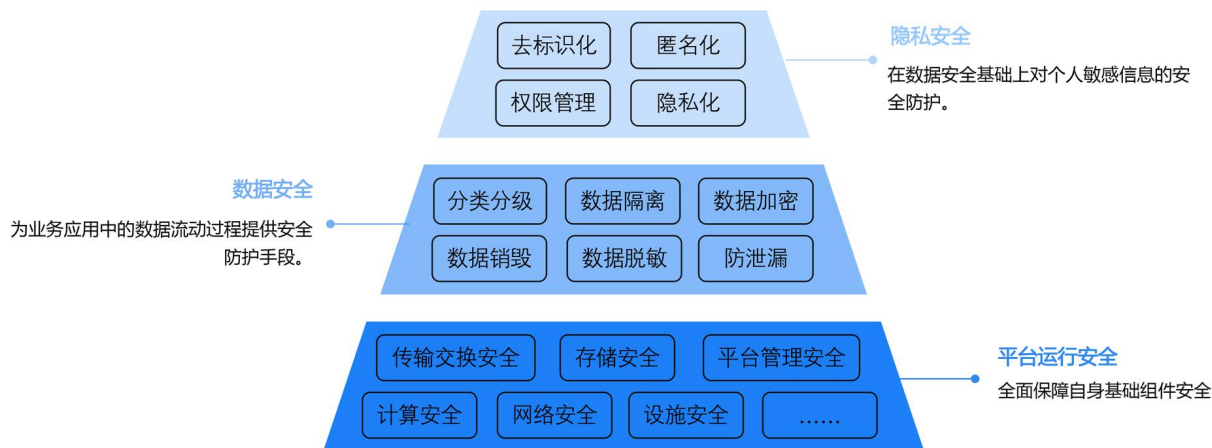 去标识化 匿名化
权限管理 隐私化
隐私安全
在数据安全基础上对个人敏感信息的安
全防护。
数据安全
为业务应用中的数据流动过程提供安全
防护手段。
分类分级 数据隔离 数据加密
数据销毁 数据脱敏 防泄漏
传输交换安全 存储安全 平台管理安全
计算安全 网络安全 设施安全 ......
平台运行安全
全面保障自身基础组件安全